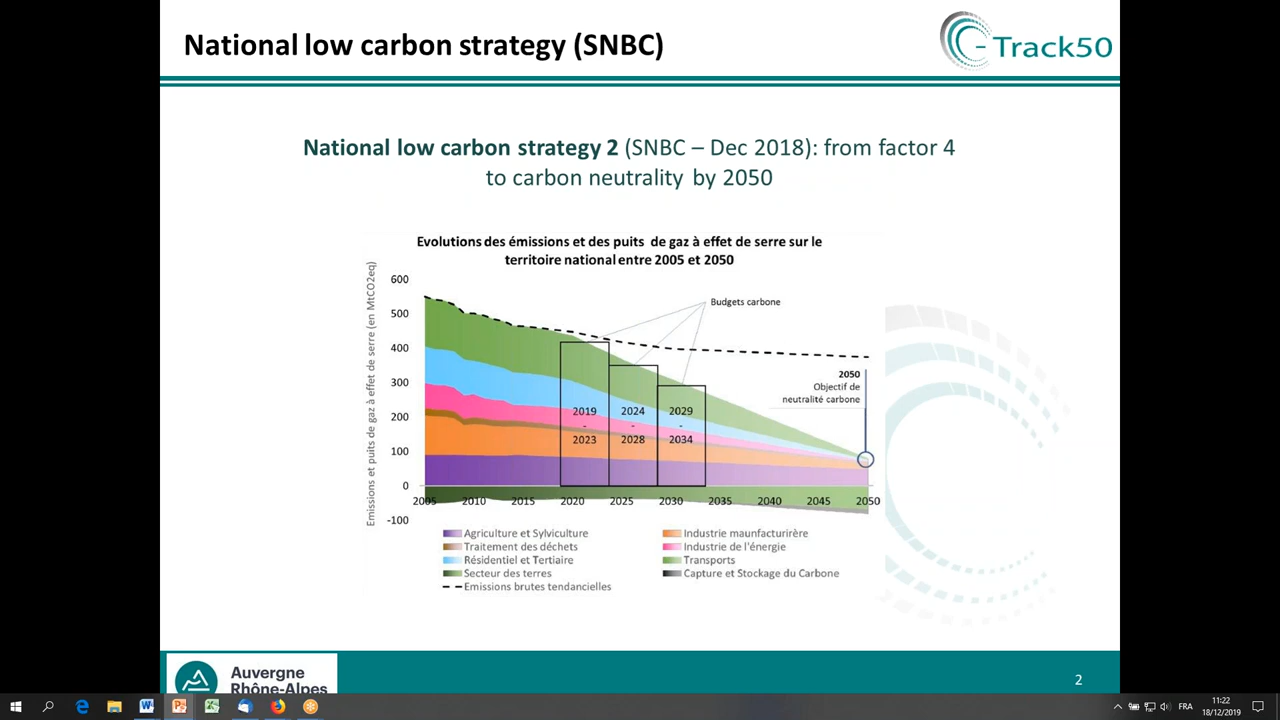 National low carbon strategy (SNBC)
C-Track50
National low carbon strategy 2 (SNBC – Dec 2018): from factor 4
to carbon neutrality by 2050
Evolutions des émissions et des puits de gaz à effet de serre sur le
territoire national entre 2005 et 2050
Emissions et puits de gaz à effet de serre (en MtCO2eq)
600
500
400
300
200
100
0
-100
Budgets carbone
2050
Objectif de
neutralité carbone
2019
-
2023
2024
-
2028
2029
-
2034
2005 2010 2015 2020 2025 2030 2035 2040 2045 2050
Agriculture et Sylviculture
Industrie maunfacturirère
Traitement des déchets
Industrie de l'énergie
Résidentiel et Tertiaire
Transports
Secteur des terres
Capture et Stockage du Carbone
Emissions brutes tendancielles
Auvergne
Rhône-Alpes
2
FRA
11:22
18/12/2019